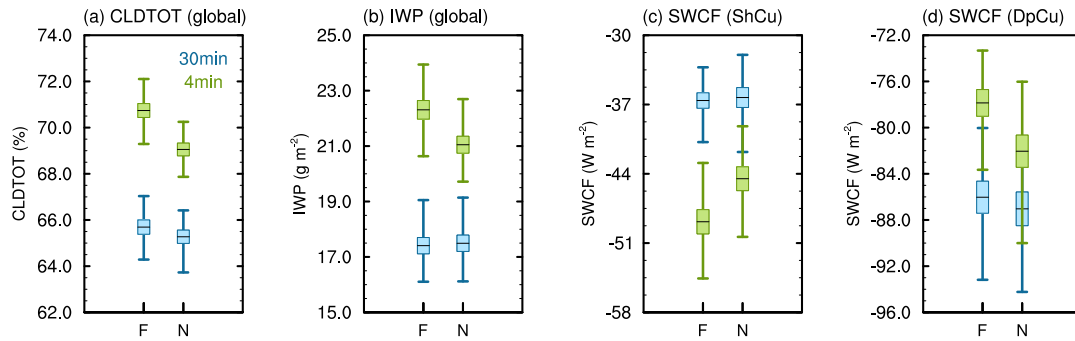 (a) CLDTOT (global)
CLDTOT (%)
74.0
72.0
70.0
68.0
66.0
64.0
62.0
30min
4min
F N
(b) IWP (global)
IWP (g m-2)
25.0
23.0
21.0
19.0
17.0
15.0
F N
(c) SWCF (ShCu)
SWCF (W m-2)
-30
-37
-44
-51
-58
F N
(d) SWCF (DpCu)
SWCF (W m-2)
-72.0
-76.0
-80.0
-84.0
-88.0
-92.0
-96.0
F N